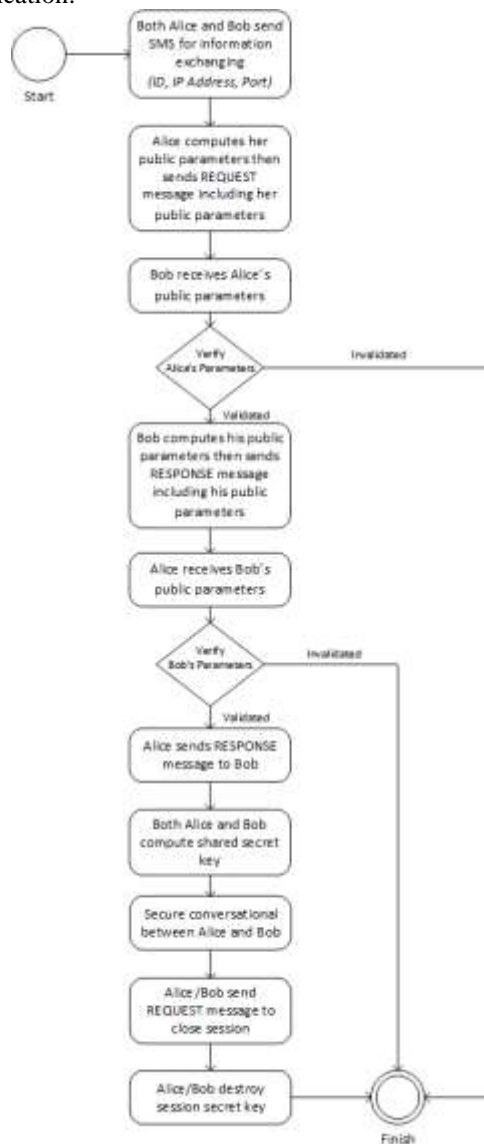 ication.
Both Alice and Bob send
SMS for information
exchanging
(ID, IP Address, Port)
Start
Alice computes her
public parameters then
sends REQUEST
message including her
public parameters
Bob receives Alice's
public parameters
Verify
Alice's Parameters
Invalidated
Validated
Bob computes his public
parameters then sends
RESPONSE message
including his public
parameters
Alice receives Bob's
public parameters
Verify
Bob's Parameters
Invalidated
Validated
Alice sends RESPONSE
message to Bob
Both Alice and Bob
compute shared secret
key
Secure conversational
between Alice and Bob
Alice/Bob send
REQUEST message to
close session
Alice/Bob destroy
session secret key
Finish